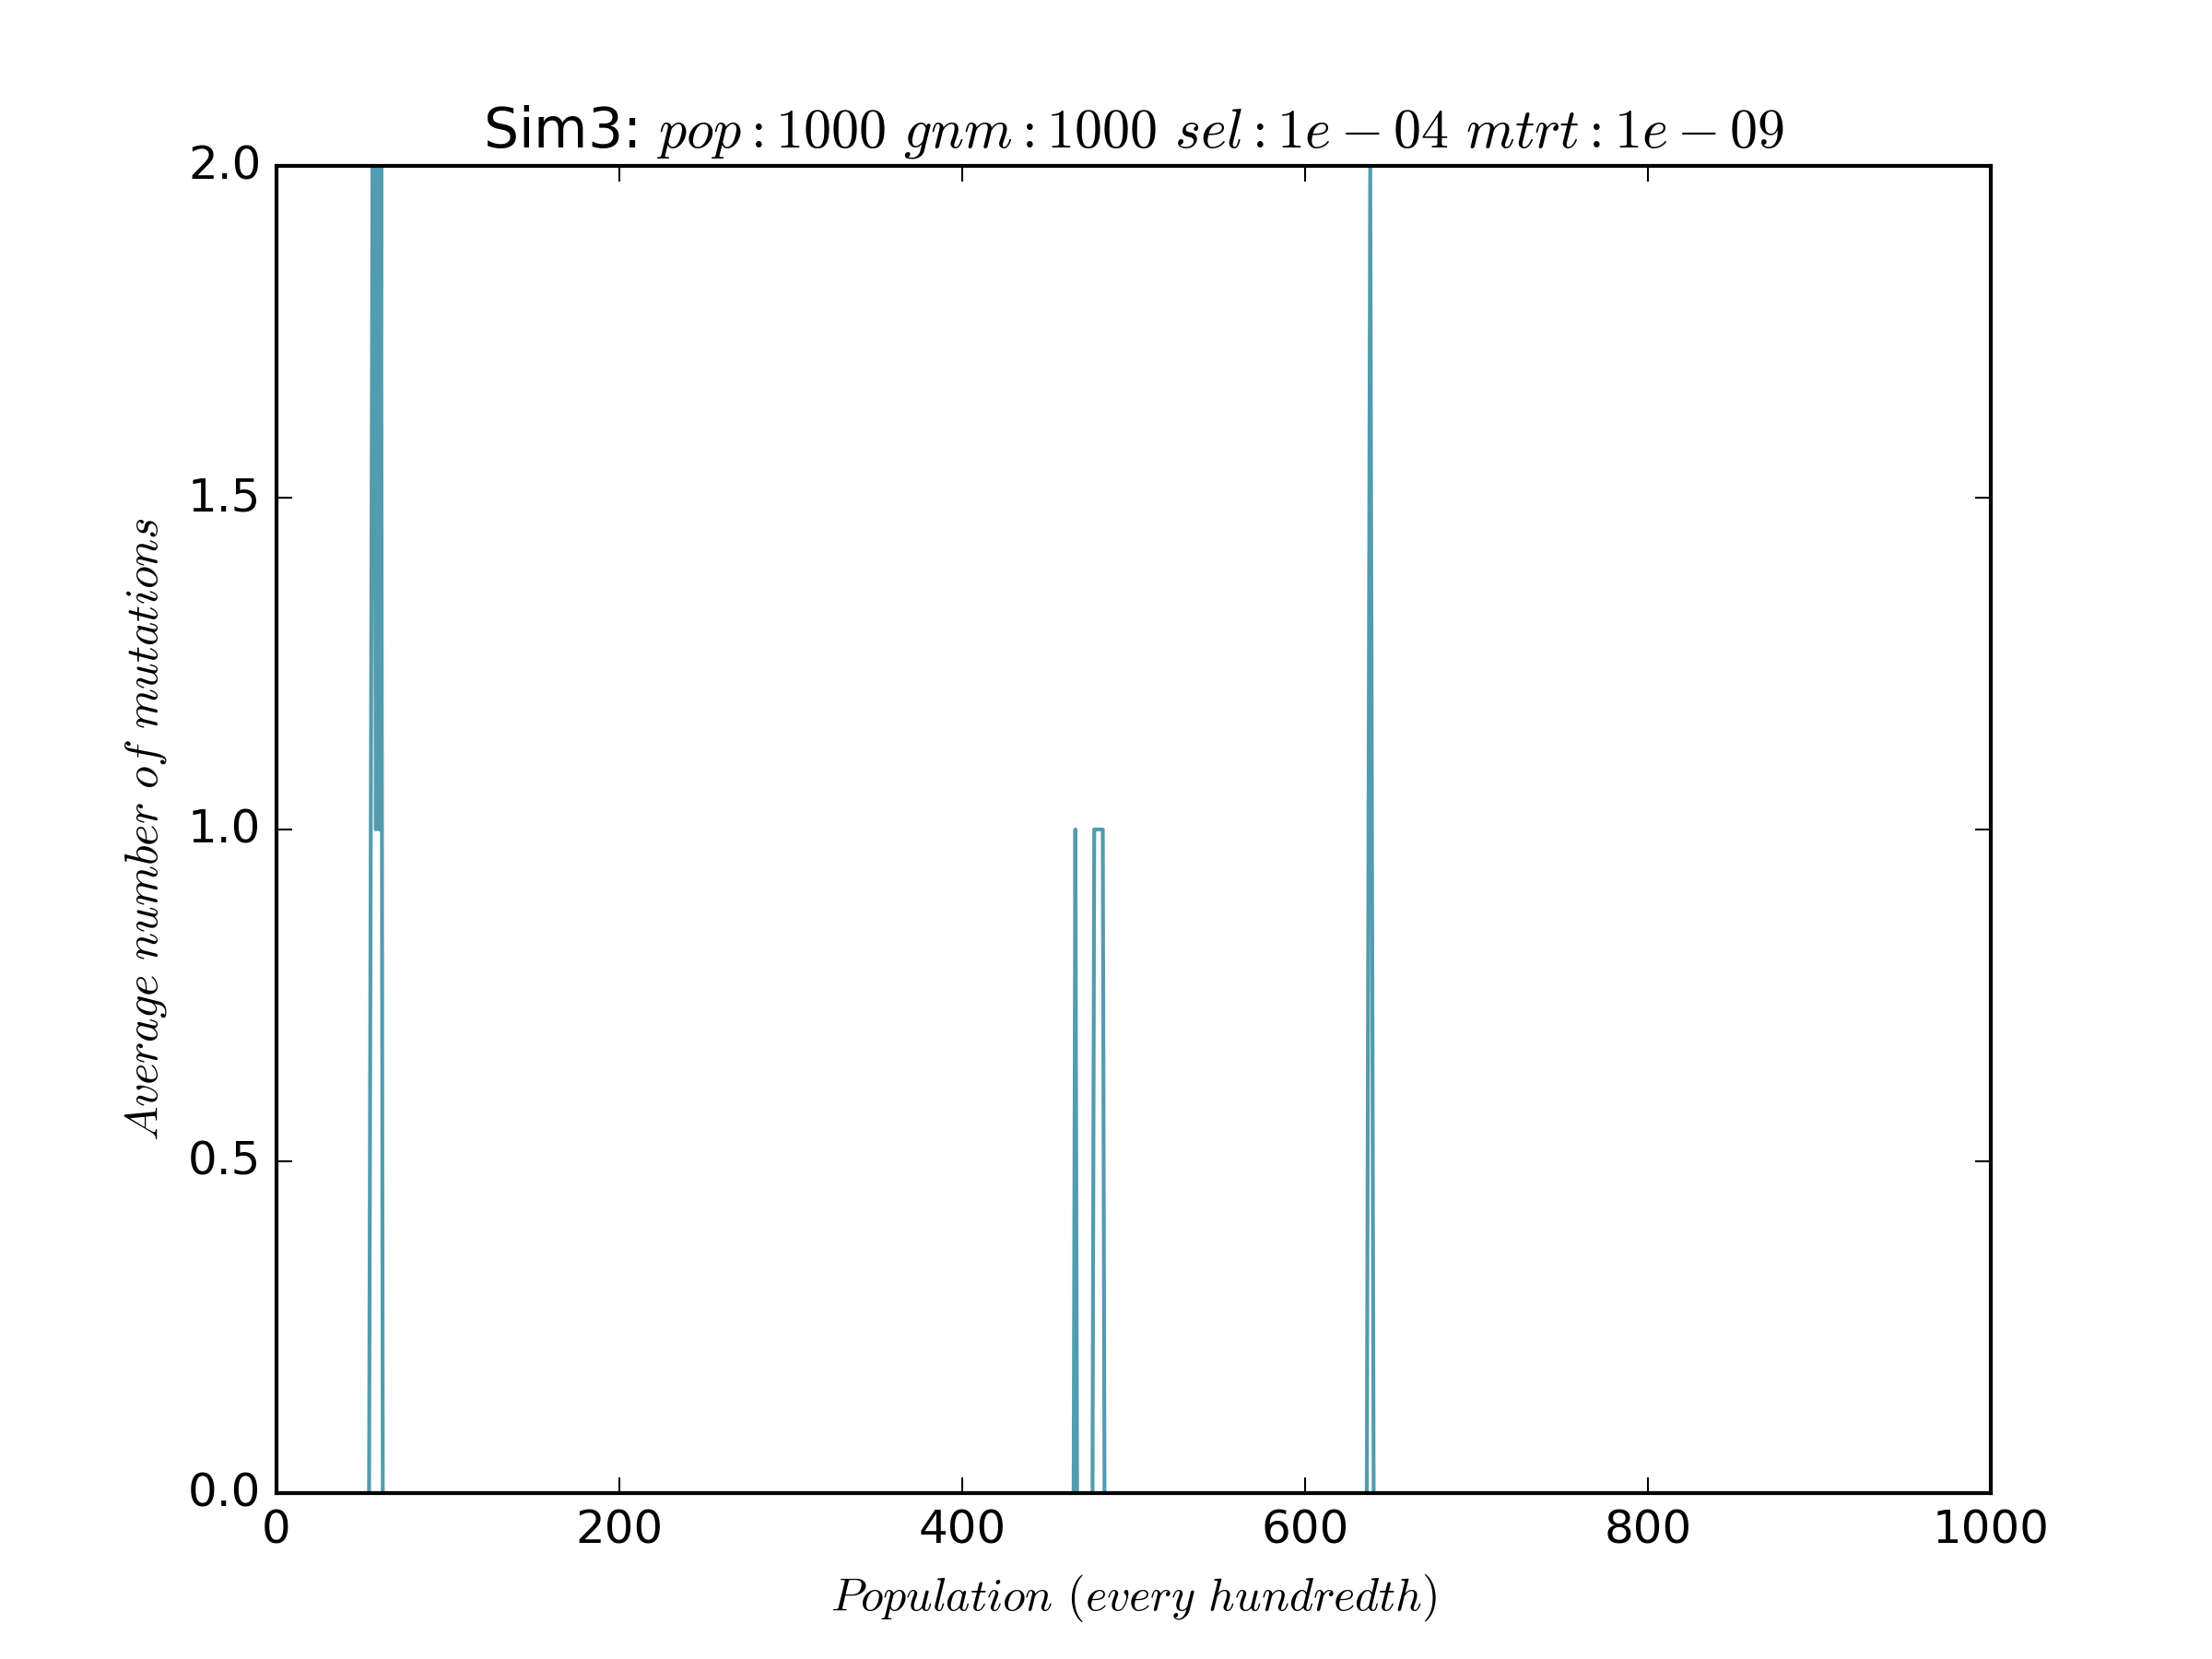 Sim3: pop : 1000 gnm : 1000 sel : 1e − 04 mtrt : 1e − 09
2.0
1.5
1.0
0.5
0.0
Average number of mutations
0 200 400 600 800 1000
Population (every hundredth)